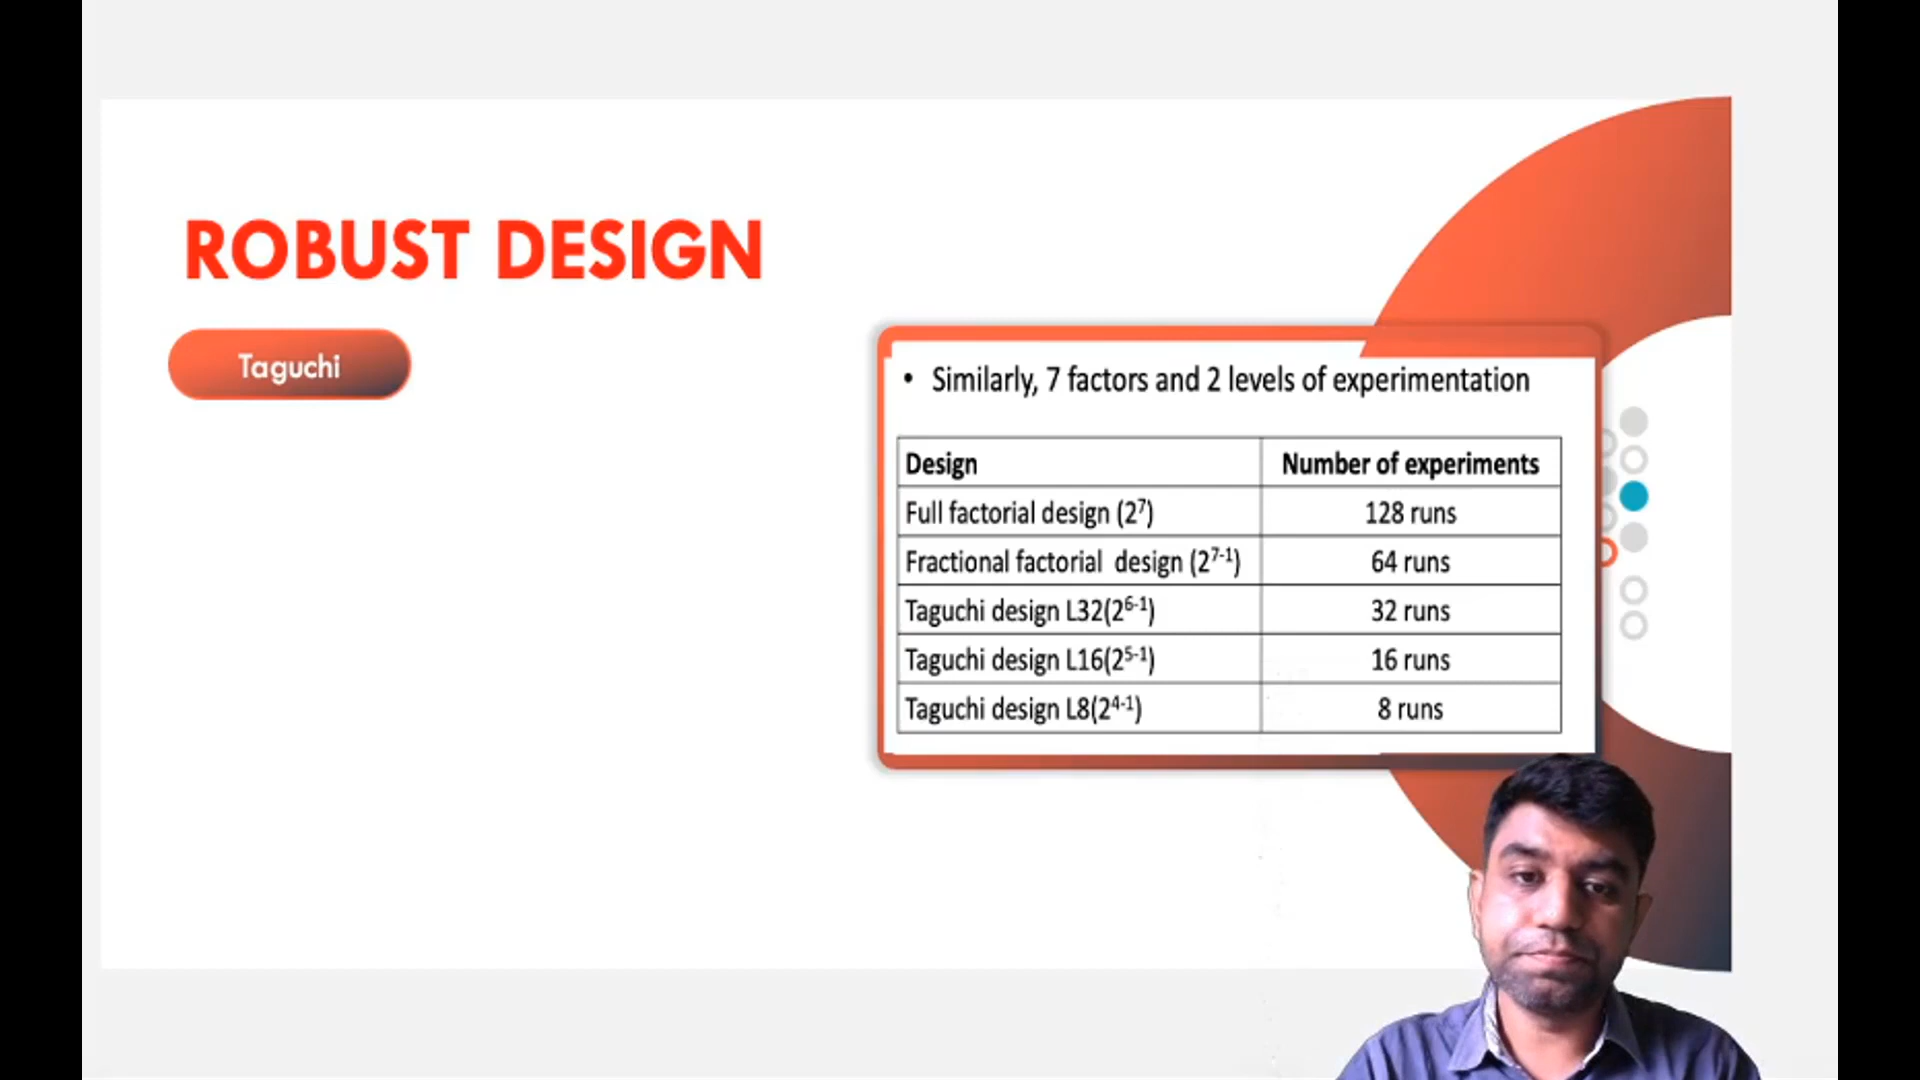 ROBUST DESIGN
Taguchi
• Similarly, 7 factors and 2 levels of experimentation
Design Number of experiments
Full factorial design (2⁷) 128 runs
Fractional factorial design (2⁷⁻¹) 64 runs
Taguchi design L32(2⁶⁻¹) 32 runs
Taguchi design L16(2⁵⁻¹) 16 runs
Taguchi design L8(2⁴⁻¹) 8 runs